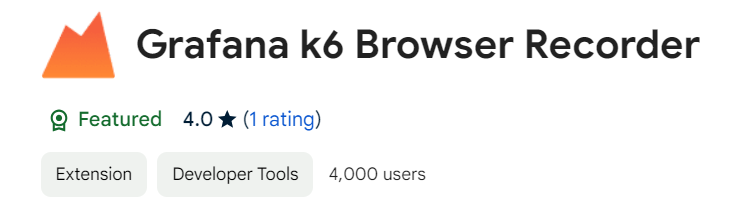 Grafana k6 Browser Recorder
Featured 4.0 ★ (1 rating)
Extension Developer Tools 4,000 users